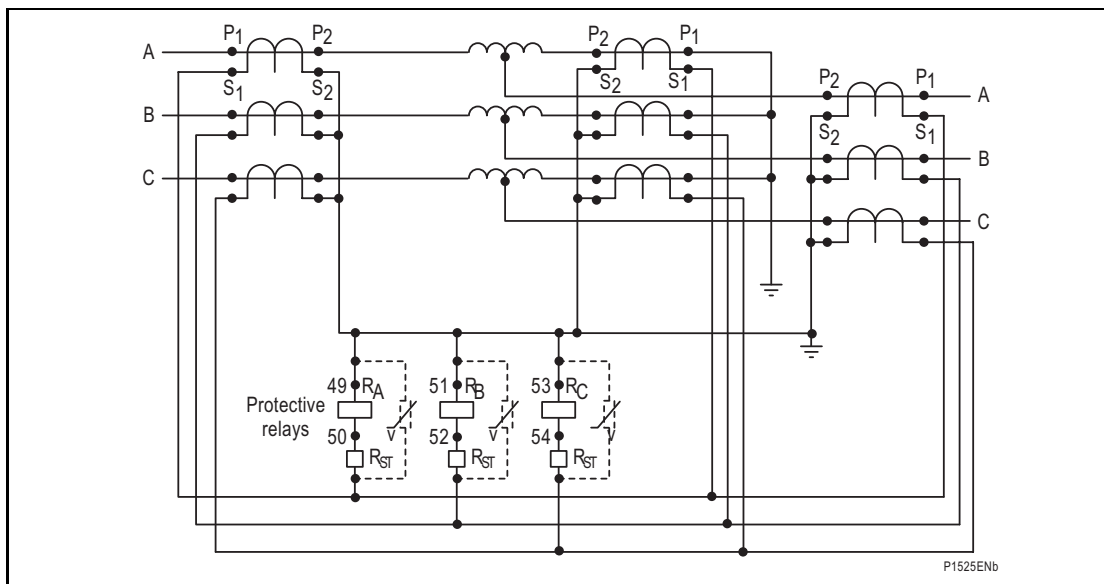 A P1 P2 P2 P1
S1 S2 S2 S1 P2 P1 A
B S2 S1
B
C
C
49 RA 51 RB 53 RC
Protective relays
V V V
50 RST 52 RST 54 RST
P1525ENb